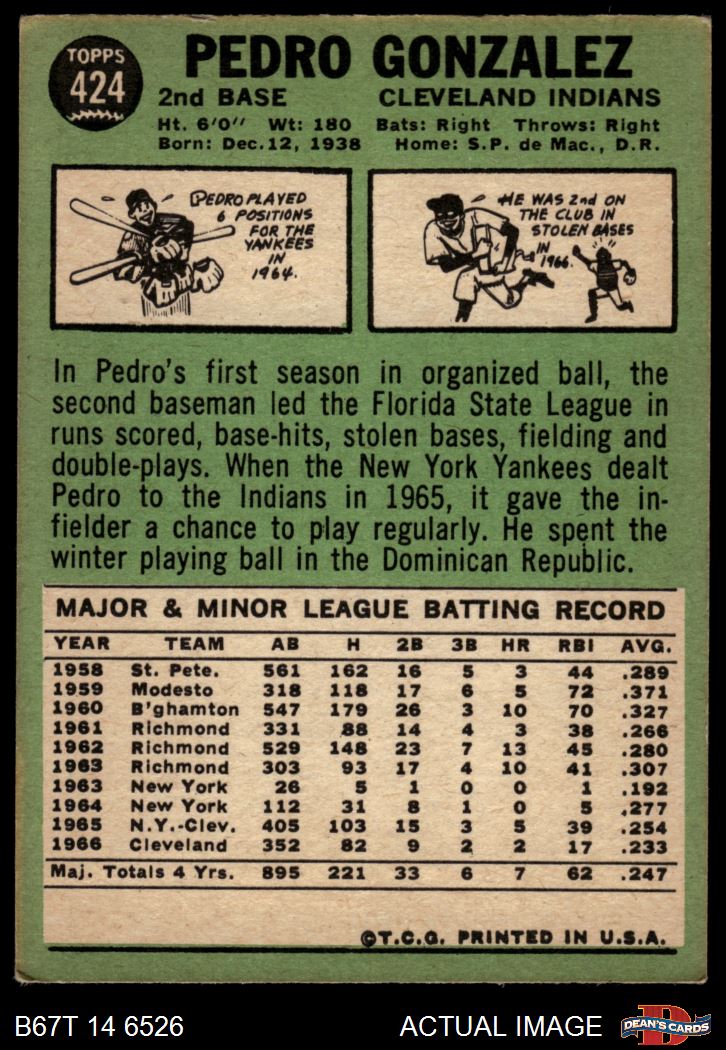 TOPPS
424
PEDRO GONZALEZ
2nd BASE CLEVELAND INDIANS
Ht. 6'0" Wt: 180 Bats: Right Throws: Right
Born: Dec.12, 1938 Home: S.P. de Mac., D.R.
PEDRO PLAYED
6 POSITIONS
FOR THE
YANKEES
IN
1964.
HE WAS 2nd ON
THE CLUB IN
STOLEN BASES
IN
1966.
In Pedro's first season in organized ball, the
second baseman led the Florida State League in
runs scored, base-hits, stolen bases, fielding and
double-plays. When the New York Yankees dealt
Pedro to the Indians in 1965, it gave the in-
fielder a chance to play regularly. He spent the
winter playing ball in the Dominican Republic.
MAJOR & MINOR LEAGUE BATTING RECORD
YEAR TEAM AB H 2B 3B HR RBI AVG.
1958 St. Pete. 561 162 16 5 3 44 .289
1959 Modesto 318 118 17 6 5 72 .371
1960 B'ghamton 547 179 26 3 10 70 .327
1961 Richmond 331 88 14 4 3 38 .266
1962 Richmond 529 148 23 7 13 45 .280
1963 Richmond 303 93 17 4 10 41 .307
1963 New York 26 5 1 0 0 1 .192
1964 New York 112 31 8 1 0 5 .277
1965 N.Y.-Clev. 405 103 15 3 5 39 .254
1966 Cleveland 352 82 9 2 2 17 .233
Maj. Totals 4 Yrs. 895 221 33 6 7 62 .247
©T.C.G. PRINTED IN U.S.A.
B67T 14 6526 ACTUAL IMAGE
D
DEAN'S CARDS